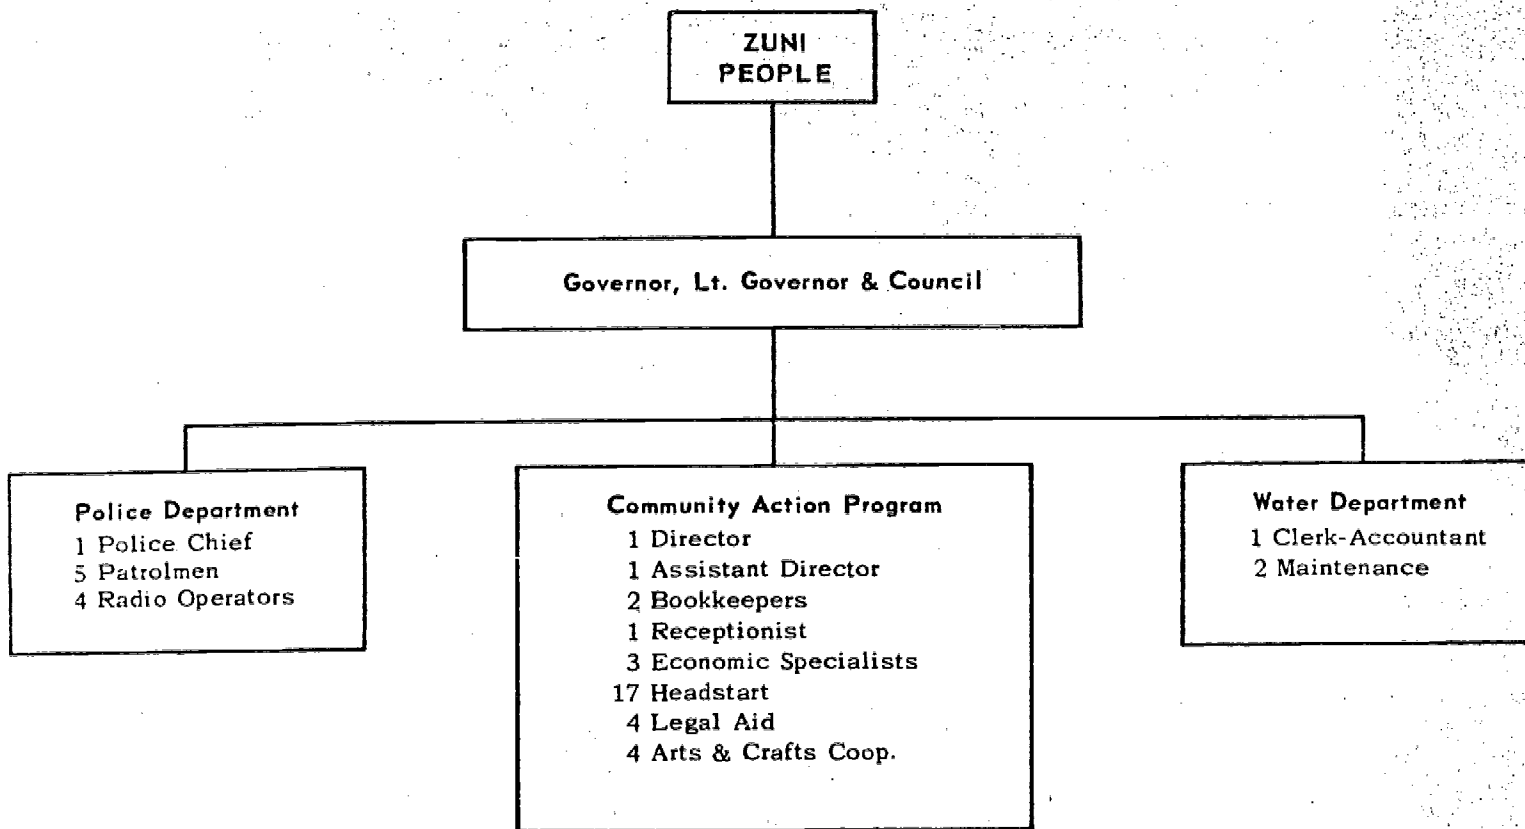 ZUNI
PEOPLE
Governor, Lt. Governor & Council
Police Department
1 Police Chief
5 Patrolmen
4 Radio Operators
Community Action Program
1 Director
1 Assistant Director
2 Bookkeepers
1 Receptionist
3 Economic Specialists
17 Headstart
4 Legal Aid
4 Arts & Crafts Coop.
Water Department
1 Clerk-Accountant
2 Maintenance